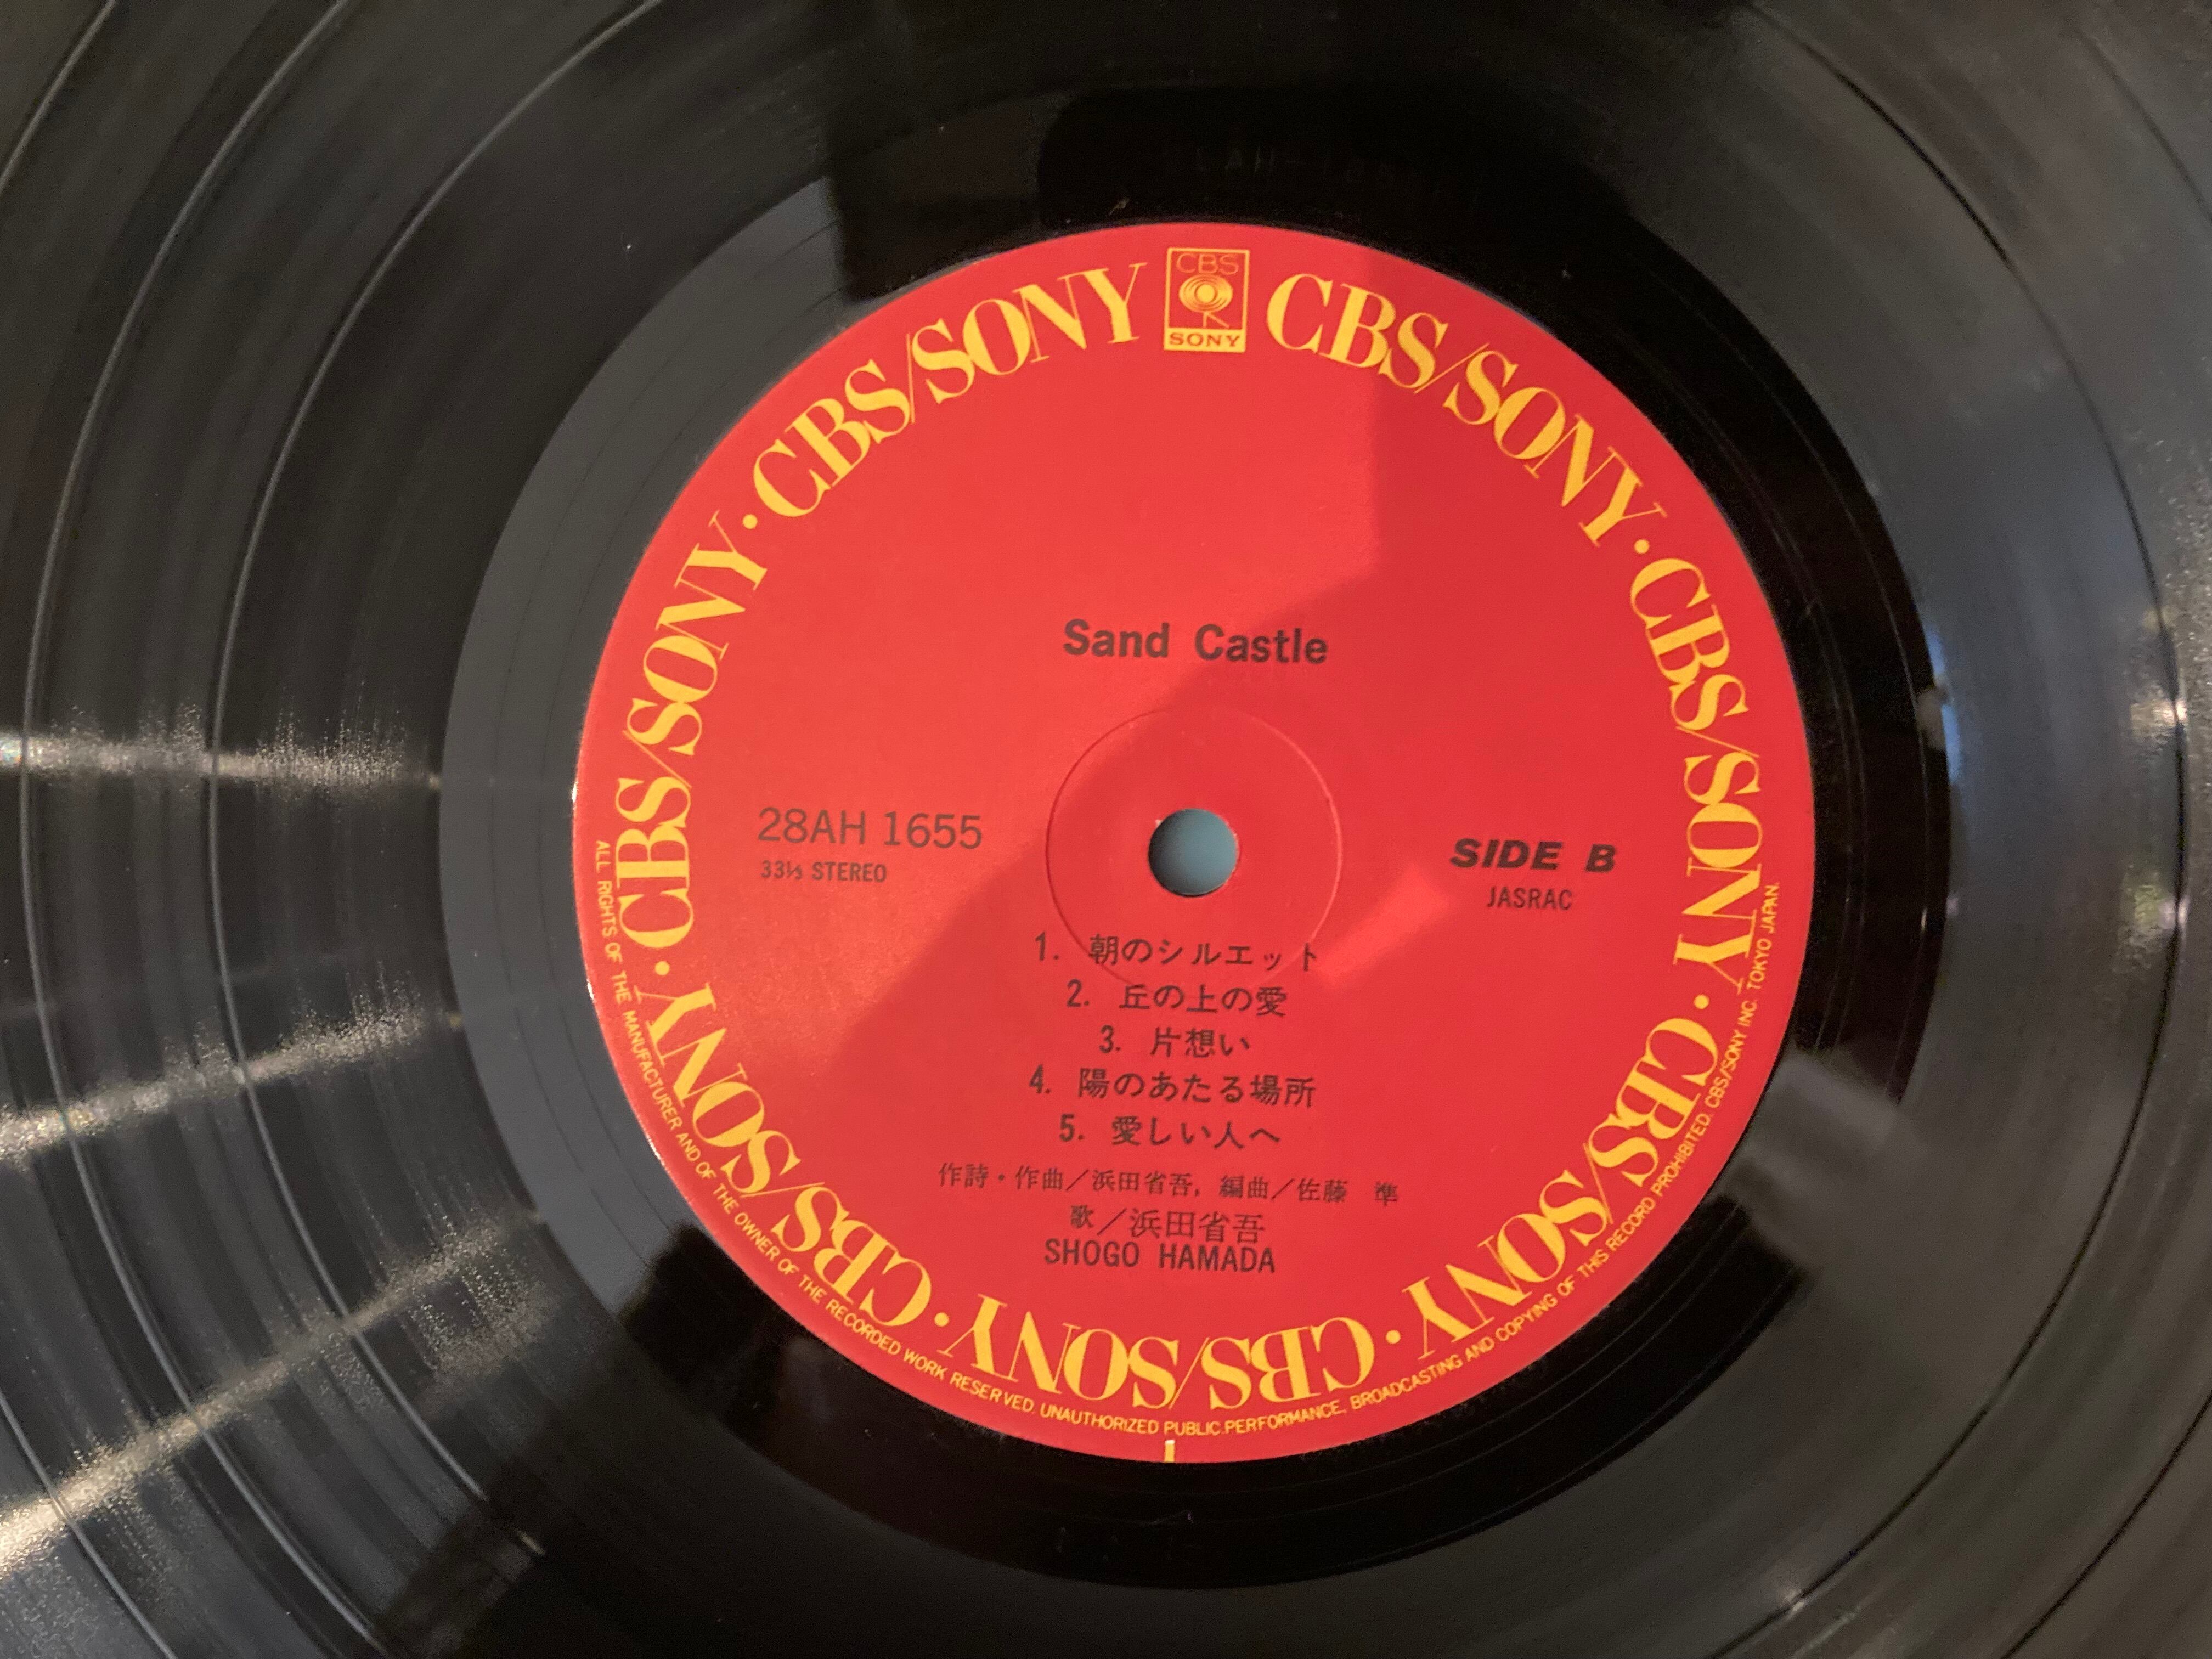 CBS
SONY
CBS/SONY · CBS/SONY · CBS/SONY · CBS/SONY · CBS/SONY · CBS/SONY · CBS/SONY · CBS/SONY
Sand Castle
28AH 1655
33⅓ STEREO
SIDE B
JASRAC
1. 朝のシルエット
2. 丘の上の愛
3. 片想い
4. 陽のあたる場所
5. 愛しい人へ
作詩・作曲／浜田省吾, 編曲／佐藤 準
歌／浜田省吾
SHOGO HAMADA
ALL RIGHTS OF THE MANUFACTURER AND OF THE OWNER OF THE RECORDED WORK RESERVED. UNAUTHORIZED PUBLIC PERFORMANCE, BROADCASTING AND COPYING OF THIS RECORD PROHIBITED. CBS/SONY INC. TOKYO JAPAN.